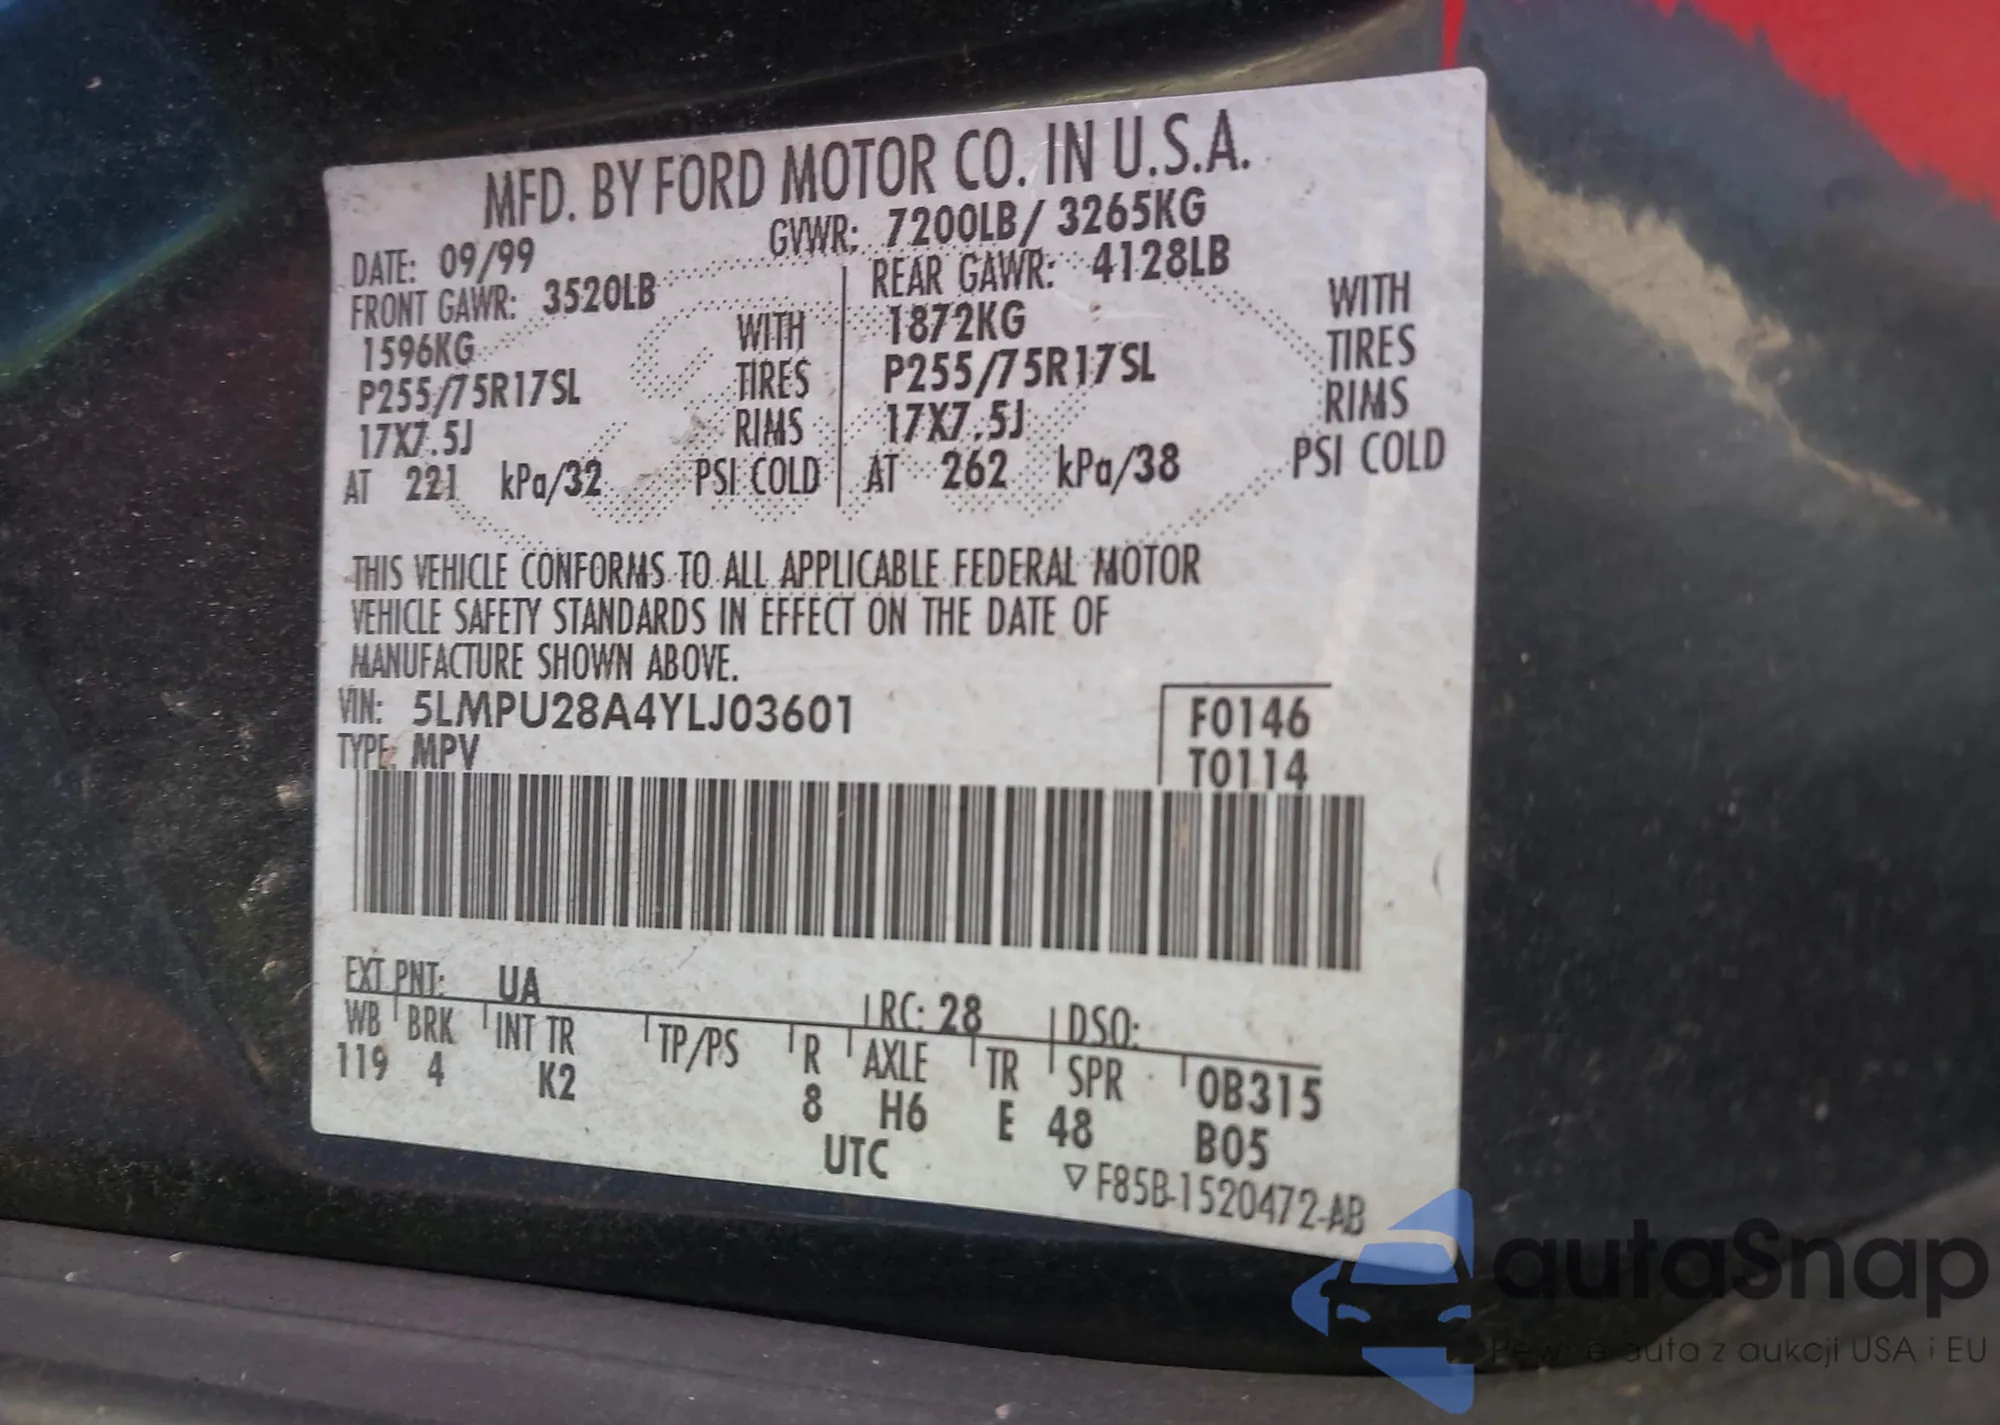 MFD. BY FORD MOTOR CO. IN U.S.A.
DATE: 09/99 GVWR: 7200LB/ 3265KG
FRONT GAWR: 3520LB REAR GAWR: 4128LB
1596KG WITH 1872KG WITH
P255/75R17SL TIRES P255/75R17SL TIRES
17X7.5J RIMS 17X7.5J RIMS
AT 221 kPa/32 PSI COLD AT 262 kPa/38 PSI COLD
THIS VEHICLE CONFORMS TO ALL APPLICABLE FEDERAL MOTOR
VEHICLE SAFETY STANDARDS IN EFFECT ON THE DATE OF
MANUFACTURE SHOWN ABOVE.
VIN: 5LMPU28A4YLJ03601 F0146
TYPE: MPV T0114
EXT PNT: UA RC: 28 DSO:
WB BRK INT TR TP/PS R AXLE TR SPR 0B315
119 4 K2 8 H6 E 48 B05
UTC ▽ F85B-1520472-AB
autaSnap
Pewne auta z aukcji USA i EU